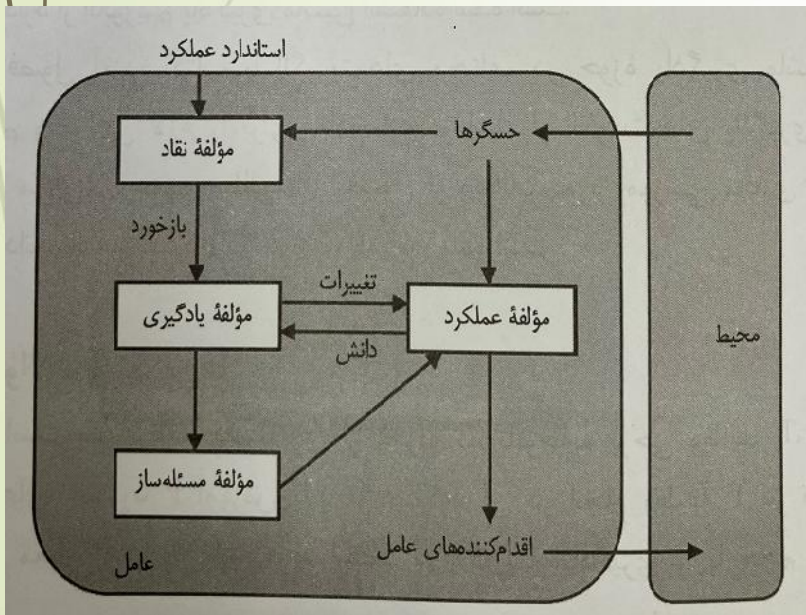 استاندارد عملکرد
حسگرها
مؤلفهٔ نقاد
بازخورد
تغییرات
مؤلفهٔ یادگیری
مؤلفهٔ عملکرد
دانش
محیط
مؤلفهٔ مسئله‌ساز
اقدام‌کننده‌های عامل
عامل